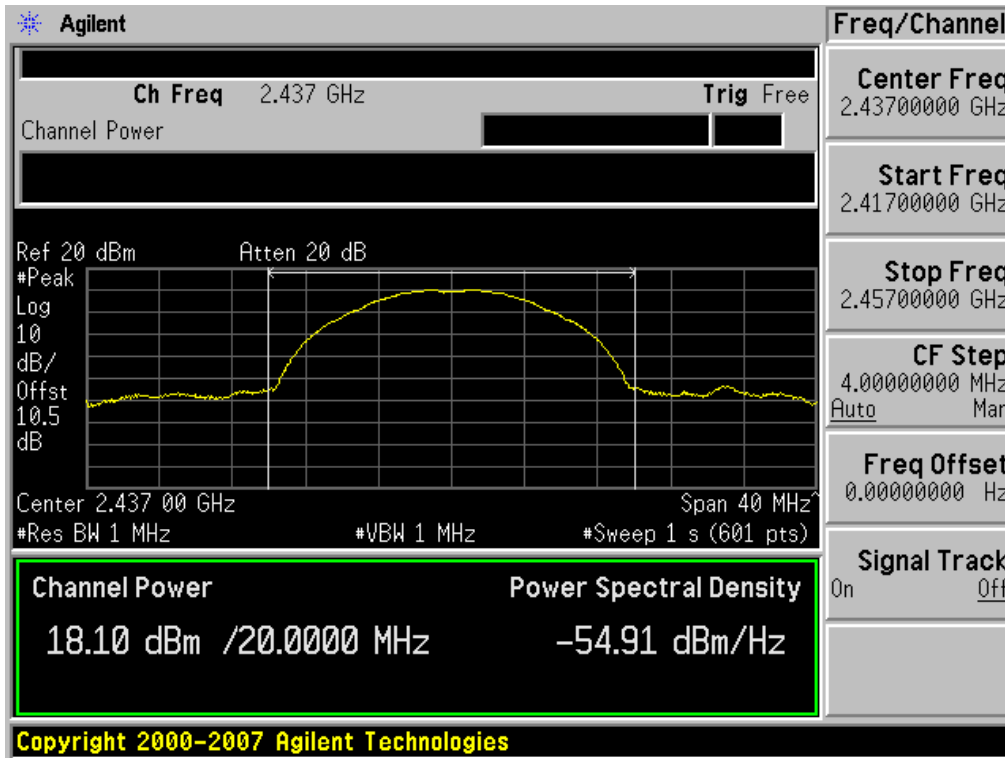 Agilent
Freq/Channel
Ch Freq 2.437 GHz Trig Free
Channel Power
Center Freq
2.43700000 GHz
Start Freq
2.41700000 GHz
Stop Freq
2.45700000 GHz
CF Step
4.00000000 MHz
Auto Man
Freq Offset
0.00000000 Hz
Signal Track
On Off
Ref 20 dBm Atten 20 dB
#Peak
Log
10
dB/
Offst
10.5
dB
Center 2.437 00 GHz Span 40 MHz^
#Res BW 1 MHz #VBW 1 MHz #Sweep 1 s (601 pts)
Channel Power Power Spectral Density
18.10 dBm /20.0000 MHz -54.91 dBm/Hz
Copyright 2000-2007 Agilent Technologies